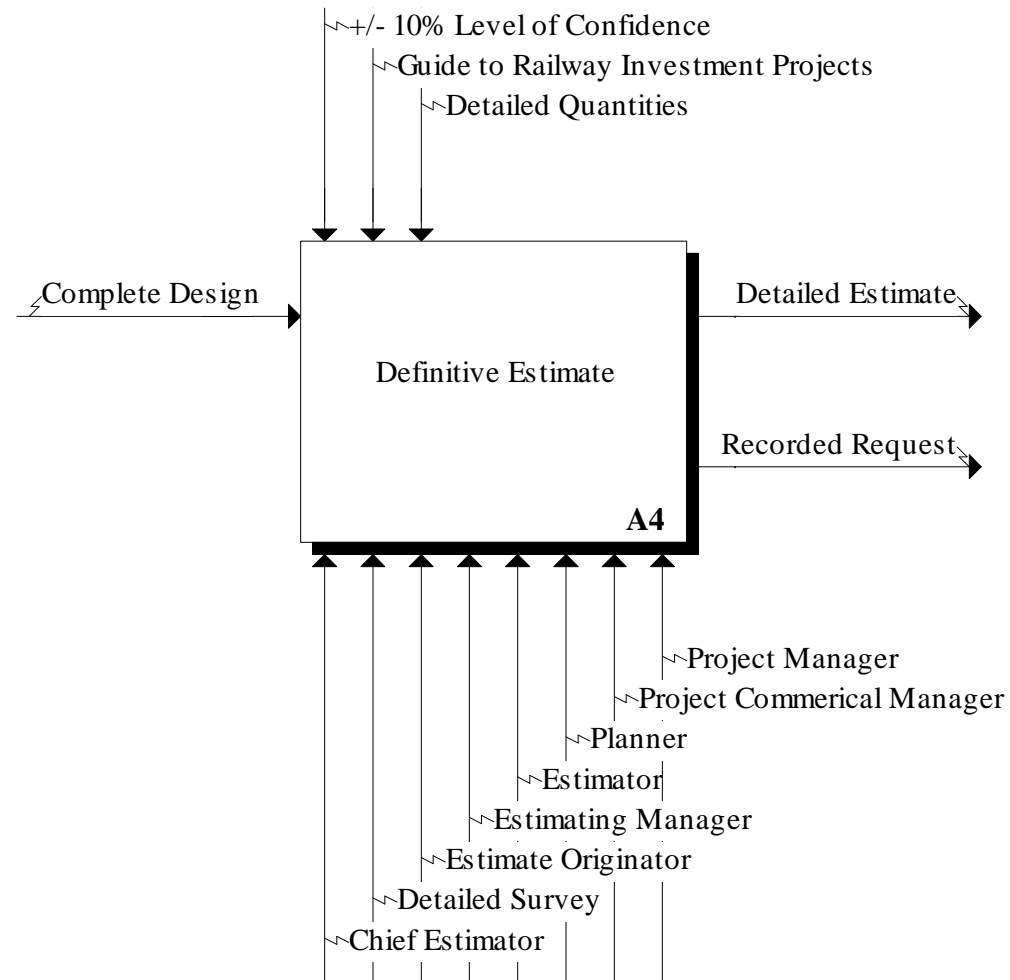 +/- 10% Level of Confidence
Guide to Railway Investment Projects
Detailed Quantities
Complete Design
Detailed Estimate
Definitive Estimate
Recorded Request
A4
Project Manager
Project Commerical Manager
Planner
Estimator
Estimating Manager
Estimate Originator
Detailed Survey
Chief Estimator